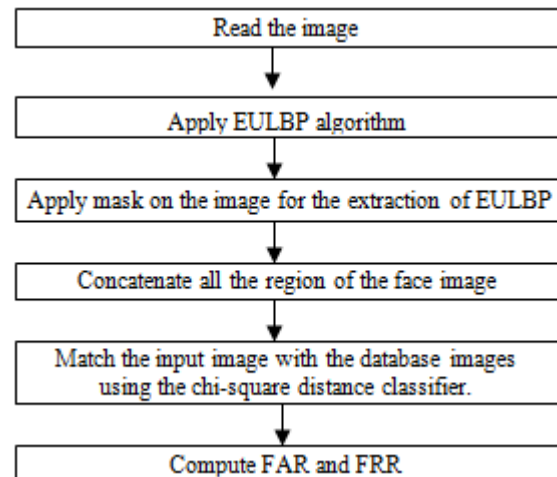 Read the image
Apply EULBP algorithm
Apply mask on the image for the extraction of EULBP
Concatenate all the region of the face image
Match the input image with the database images
using the chi-square distance classifier.
Compute FAR and FRR